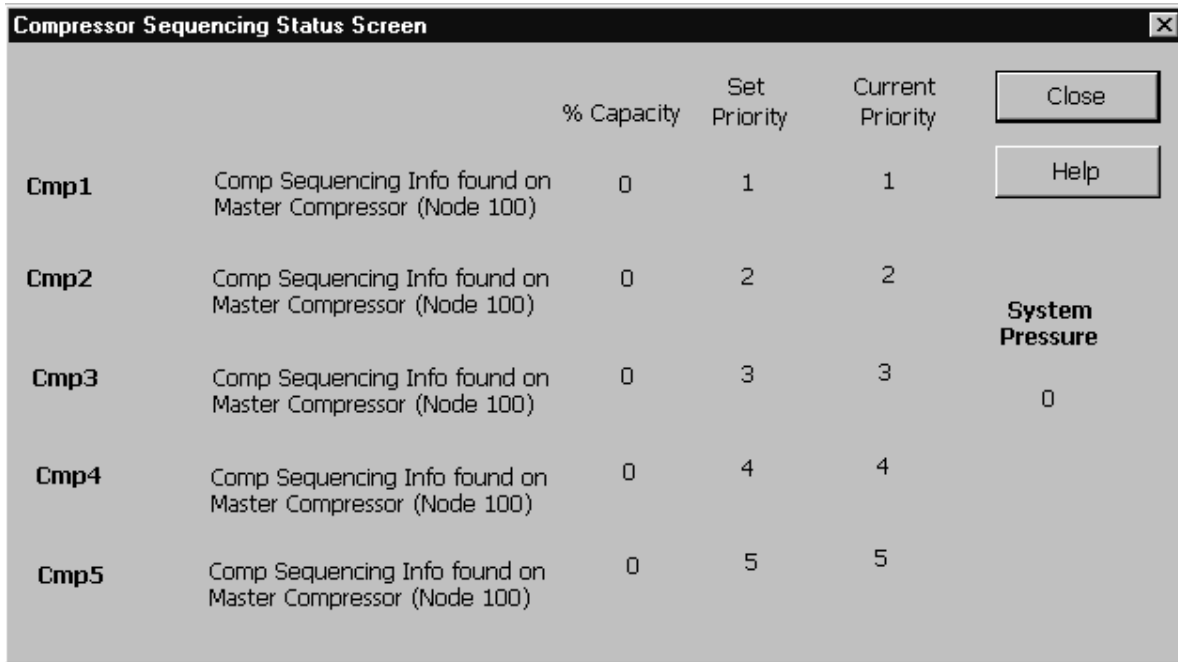 Compressor Sequencing Status Screen
% Capacity
Set
Priority
Current
Priority
Close
Help
Cmp1
Comp Sequencing Info found on
Master Compressor (Node 100)
0
1
1
Cmp2
Comp Sequencing Info found on
Master Compressor (Node 100)
0
2
2
System
Pressure
0
Cmp3
Comp Sequencing Info found on
Master Compressor (Node 100)
0
3
3
Cmp4
Comp Sequencing Info found on
Master Compressor (Node 100)
0
4
4
Cmp5
Comp Sequencing Info found on
Master Compressor (Node 100)
0
5
5